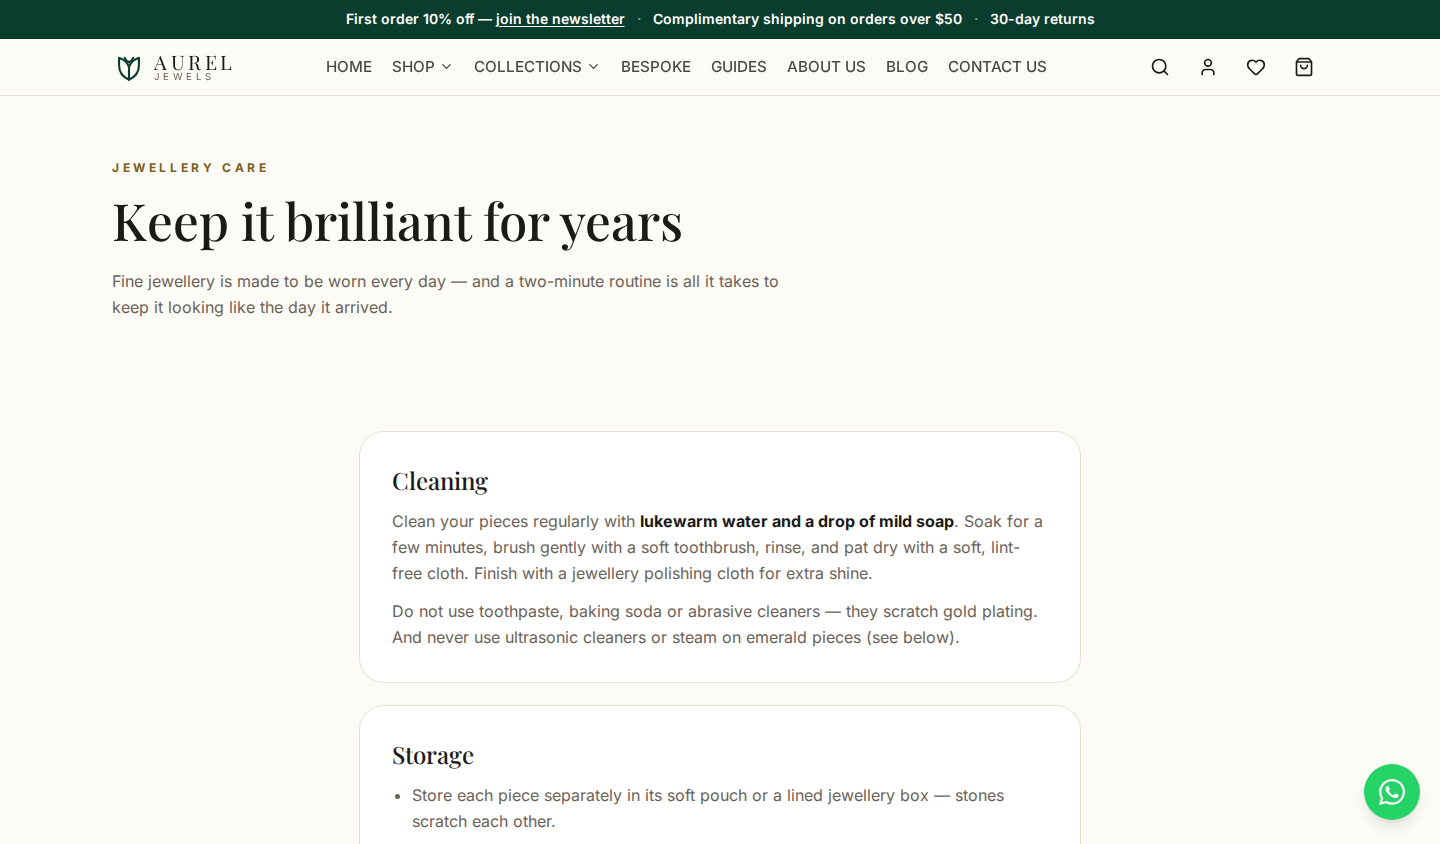 First order 10% off — join the newsletter · Complimentary shipping on orders over $50 · 30-day returns
AUREL
JEWELS
HOME SHOP COLLECTIONS BESPOKE GUIDES ABOUT US BLOG CONTACT US
JEWELLERY CARE
Keep it brilliant for years
Fine jewellery is made to be worn every day — and a two-minute routine is all it takes to
keep it looking like the day it arrived.
Cleaning
Clean your pieces regularly with lukewarm water and a drop of mild soap. Soak for a
few minutes, brush gently with a soft toothbrush, rinse, and pat dry with a soft, lint-
free cloth. Finish with a jewellery polishing cloth for extra shine.
Do not use toothpaste, baking soda or abrasive cleaners — they scratch gold plating.
And never use ultrasonic cleaners or steam on emerald pieces (see below).
Storage
• Store each piece separately in its soft pouch or a lined jewellery box — stones
scratch each other.